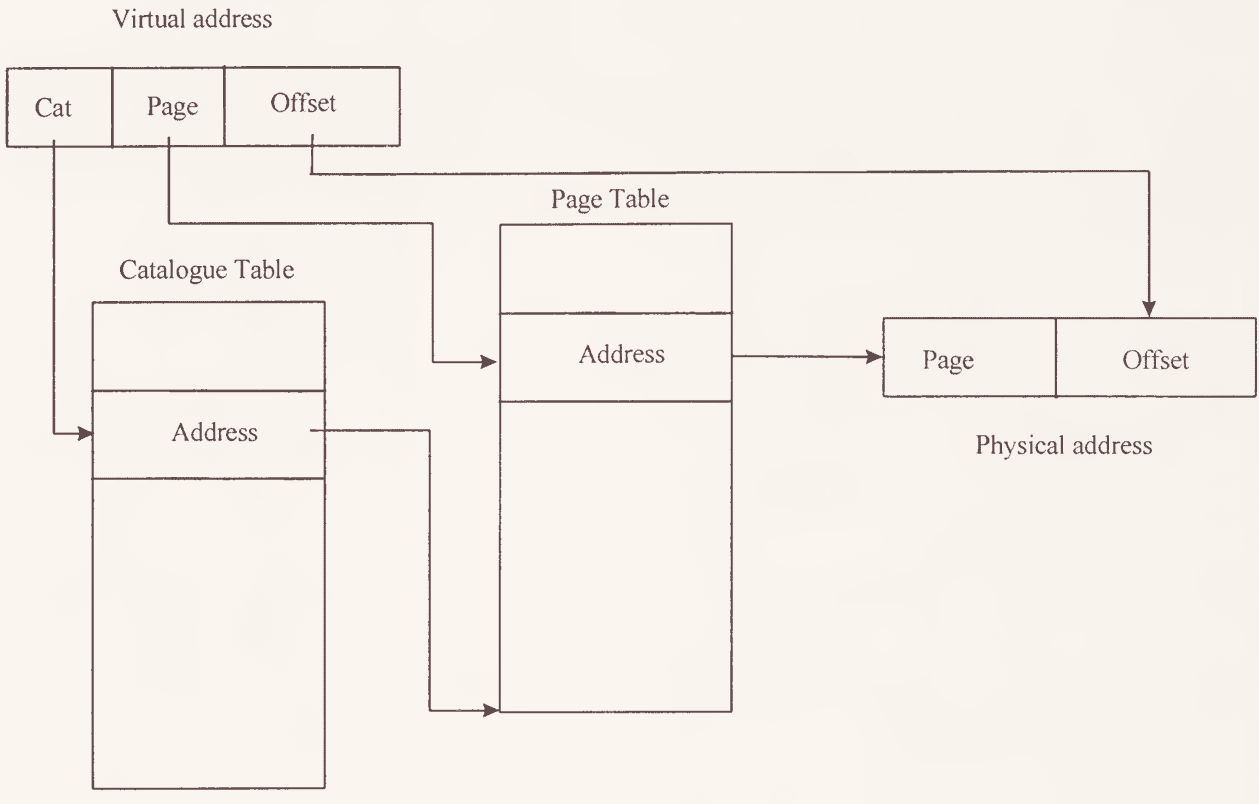 Virtual address
Cat
Page
Offset
Page Table
Catalogue Table
Address
Page
Offset
Address
Physical address